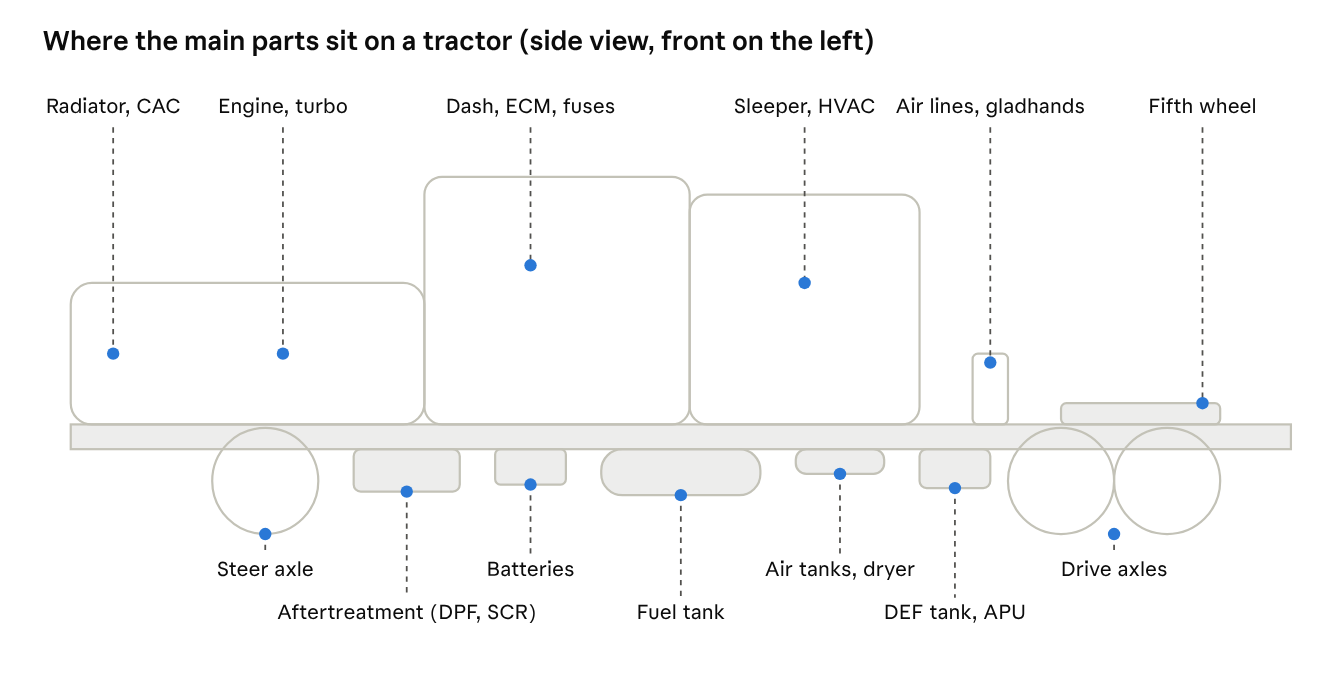 Where the main parts sit on a tractor (side view, front on the left)
Radiator, CAC
Engine, turbo
Dash, ECM, fuses
Sleeper, HVAC
Air lines, gladhands
Fifth wheel
Steer axle
Batteries
Air tanks, dryer
Drive axles
Aftertreatment (DPF, SCR)
Fuel tank
DEF tank, APU